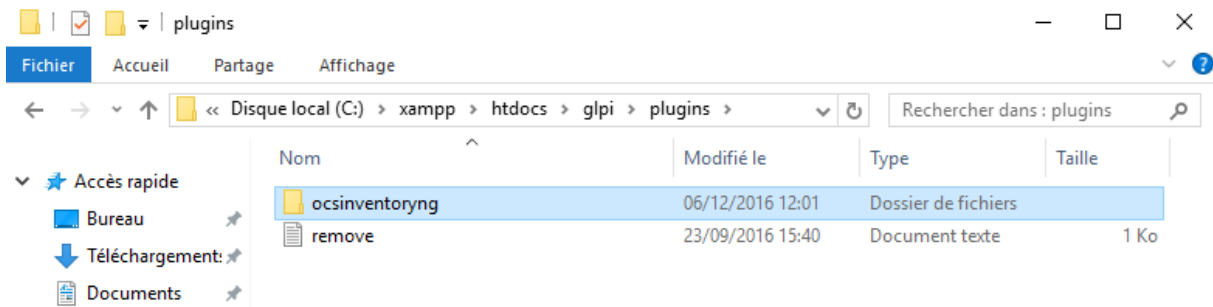 plugins
Fichier Accueil Partage Affichage
« Disque local (C:) › xampp › htdocs › glpi › plugins › Rechercher dans : plugins
Nom Modifié le Type Taille
Accès rapide
ocsinventoryng 06/12/2016 12:01 Dossier de fichiers
Bureau
remove 23/09/2016 15:40 Document texte 1 Ko
Téléchargements
Documents